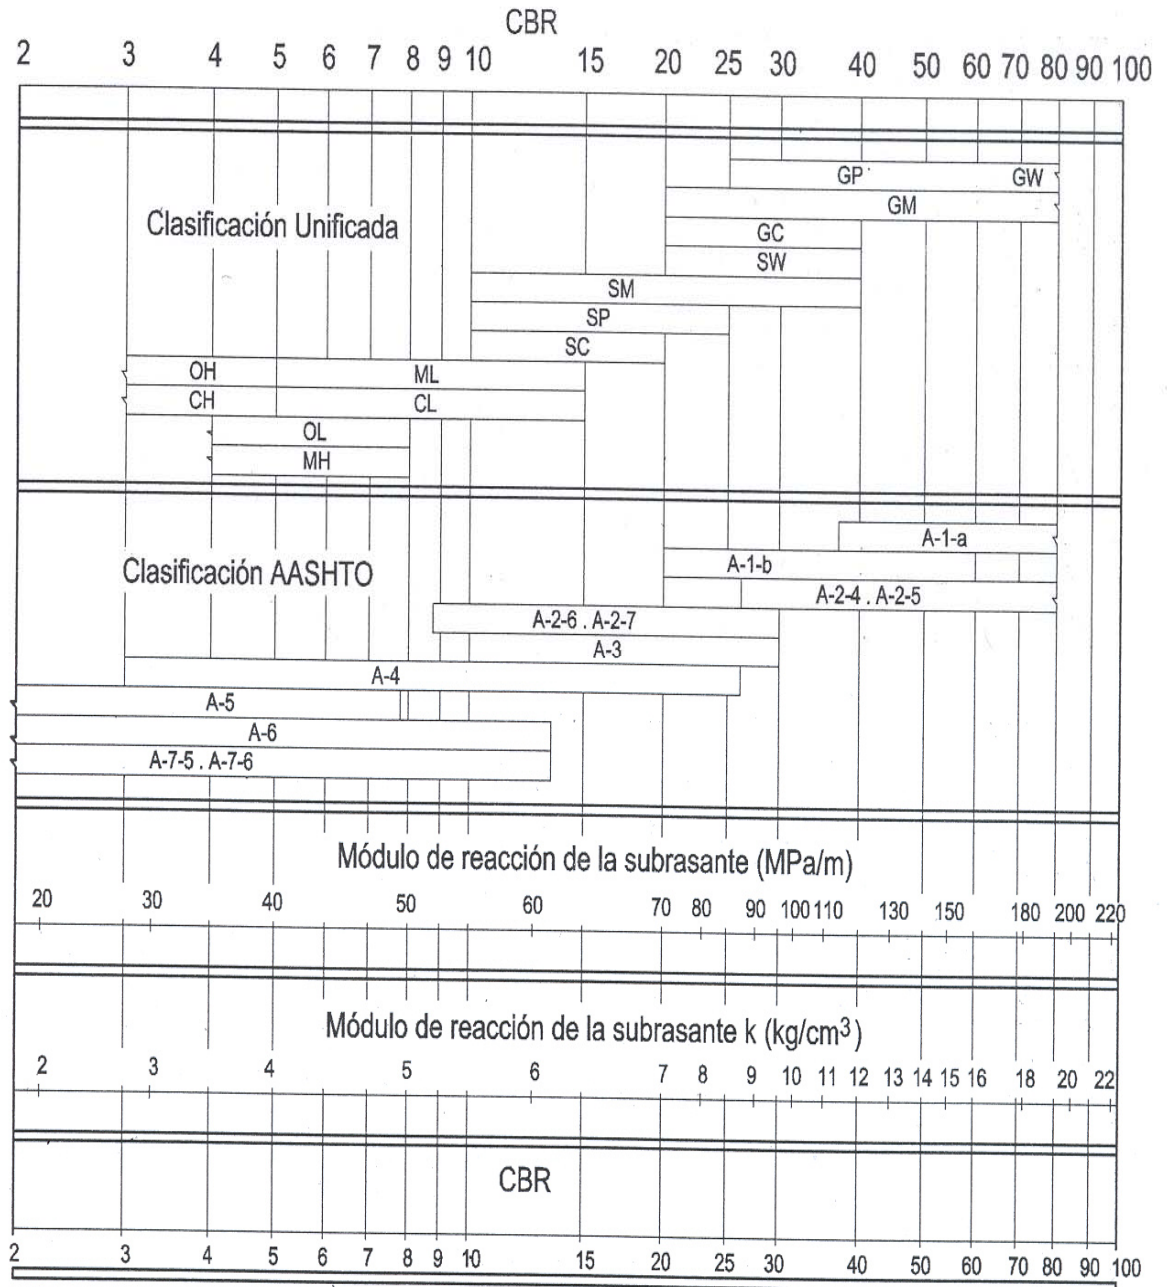 CBR
2 3 4 5 6 7 8 9 10 15 20 25 30 40 50 60 70 80 90 100
GP GW
GM
Clasificación Unificada
GC
SW
SM
SP
SC
OH ML
CH CL
OL
MH
A-1-a
A-1-b
Clasificación AASHTO
A-2-4 . A-2-5
A-2-6 . A-2-7
A-3
A-4
A-5
A-6
A-7-5 . A-7-6
Módulo de reacción de la subrasante (MPa/m)
20 30 40 50 60 70 80 90 100 110 130 150 180 200 220
Módulo de reacción de la subrasante k (kg/cm³)
2 3 4 5 6 7 8 9 10 11 12 13 14 15 16 18 20 22
CBR
2 3 4 5 6 7 8 9 10 15 20 25 30 40 50 60 70 80 90 100